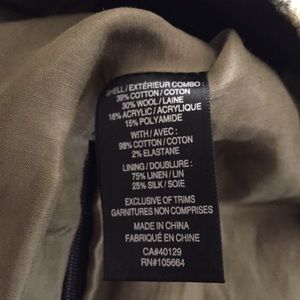 SHELL / EXTÉRIEUR COMBO:
39% COTTON / COTON
30% WOOL / LAINE
16% ACRYLIC / ACRYLIQUE
15% POLYAMIDE
WITH / AVEC :
98% COTTON / COTON
2% ELASTANE
LINING / DOUBLURE :
75% LINEN / LIN
25% SILK / SOIE
EXCLUSIVE OF TRIMS
GARNITURES NON COMPRISES
MADE IN CHINA
FABRIQUÉ EN CHINE
CA#40129
RN#105664